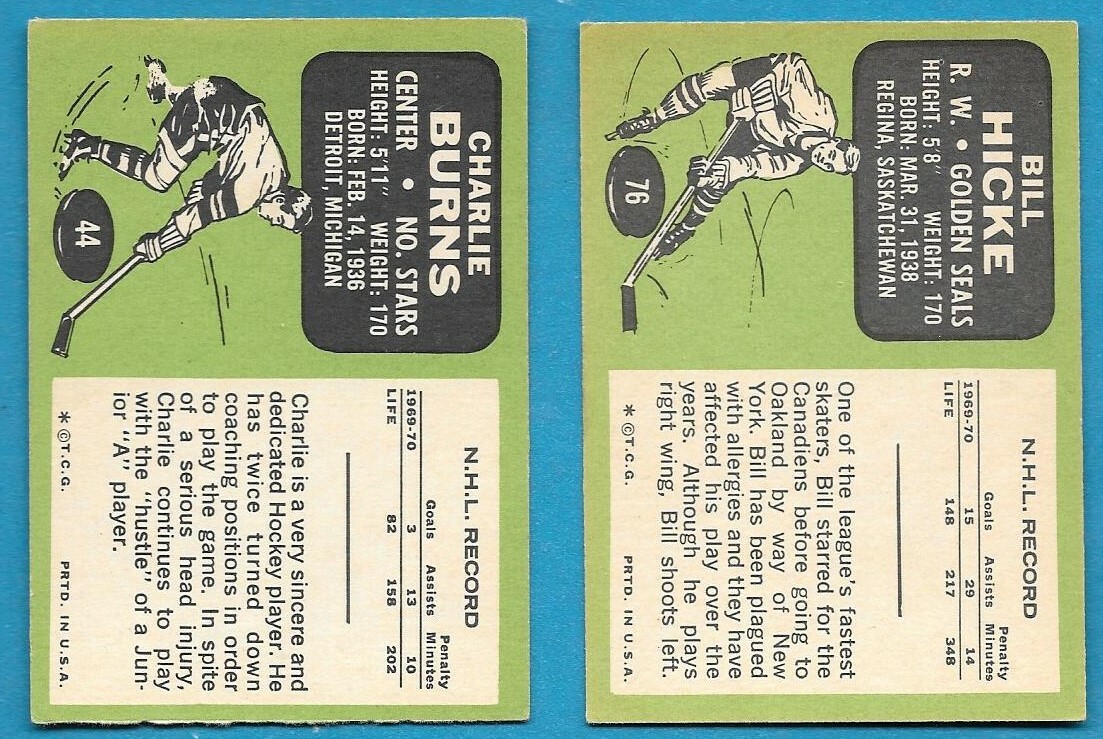 CHARLIE
BURNS
CENTER • NO. STARS
HEIGHT: 5'11" WEIGHT: 170
BORN: FEB. 14, 1936
DETROIT, MICHIGAN
44
N.H.L. RECORD
Goals Assists Penalty Minutes
1969-70 3 13 10
LIFE 82 158 202
Charlie is a very sincere and
dedicated Hockey player. He
has twice turned down
coaching positions in order
to play the game. In spite
of a serious head injury,
Charlie continues to play
with the "hustle" of a Jun-
ior "A" player.
* © T.C.G. PRTD. IN U.S.A.
BILL
HICKE
R. W. • GOLDEN SEALS
HEIGHT: 5'8" WEIGHT: 170
BORN: MAR. 31, 1938
REGINA, SASKATCHEWAN
76
N.H.L. RECORD
Goals Assists Penalty Minutes
1969-70 15 29 14
LIFE 148 217 348
One of the league's fastest
skaters, Bill starred for the
Canadiens before going to
Oakland by way of New
York. Bill has been plagued
with allergies and they have
affected his play over the
years. Although he plays
right wing, Bill shoots left.
* © T.C.G. PRTD. IN U.S.A.